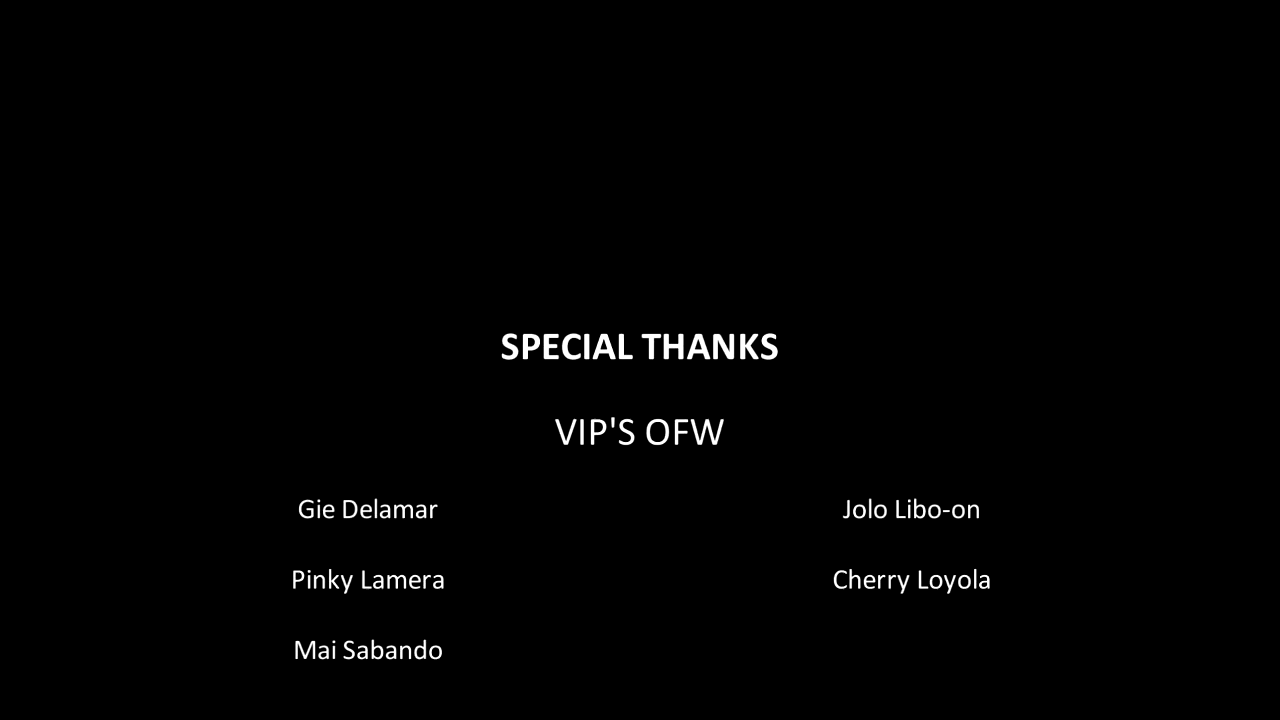 SPECIAL THANKS
VIP'S OFW
Gie Delamar
Jolo Libo-on
Pinky Lamera
Cherry Loyola
Mai Sabando